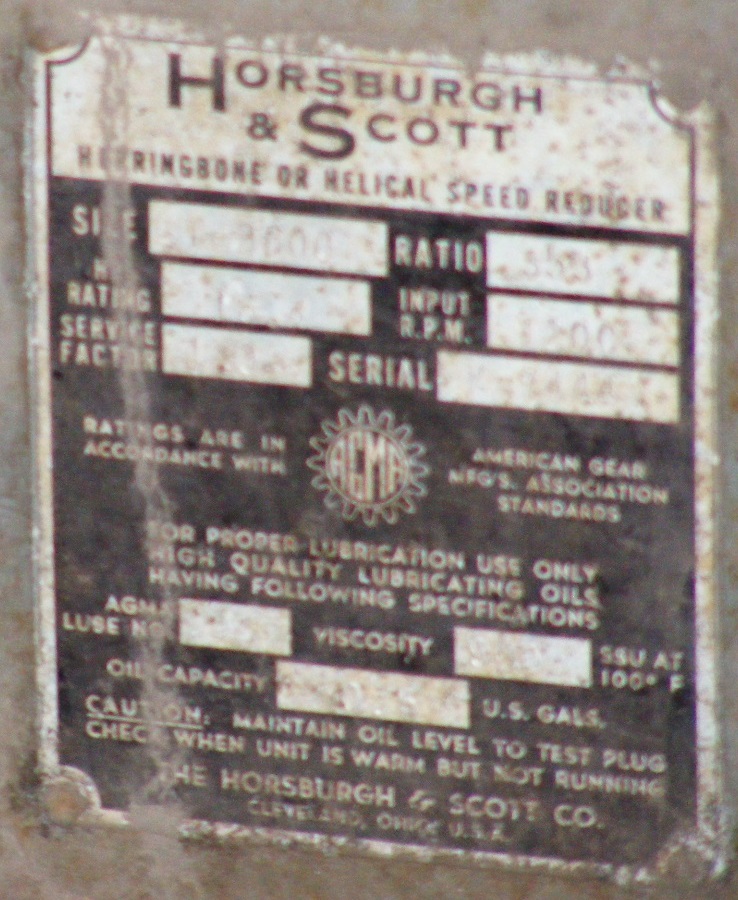 HORSBURGH
& SCOTT
HERRINGBONE OR HELICAL SPEED REDUCER
SIZE RATIO
RATING INPUT R.P.M.
SERVICE FACTOR SERIAL
RATINGS ARE IN
ACCORDANCE WITH
AGMA
AMERICAN GEAR
MFG'S. ASSOCIATION
STANDARDS
FOR PROPER LUBRICATION USE ONLY
HIGH QUALITY LUBRICATING OILS
HAVING FOLLOWING SPECIFICATIONS
AGMA LUBE NO. VISCOSITY SSU AT 100° F
OIL CAPACITY U.S. GALS.
CAUTION: MAINTAIN OIL LEVEL TO TEST PLUG
CHECK WHEN UNIT IS WARM BUT NOT RUNNING
THE HORSBURGH & SCOTT CO.
CLEVELAND, OHIO, U.S.A.